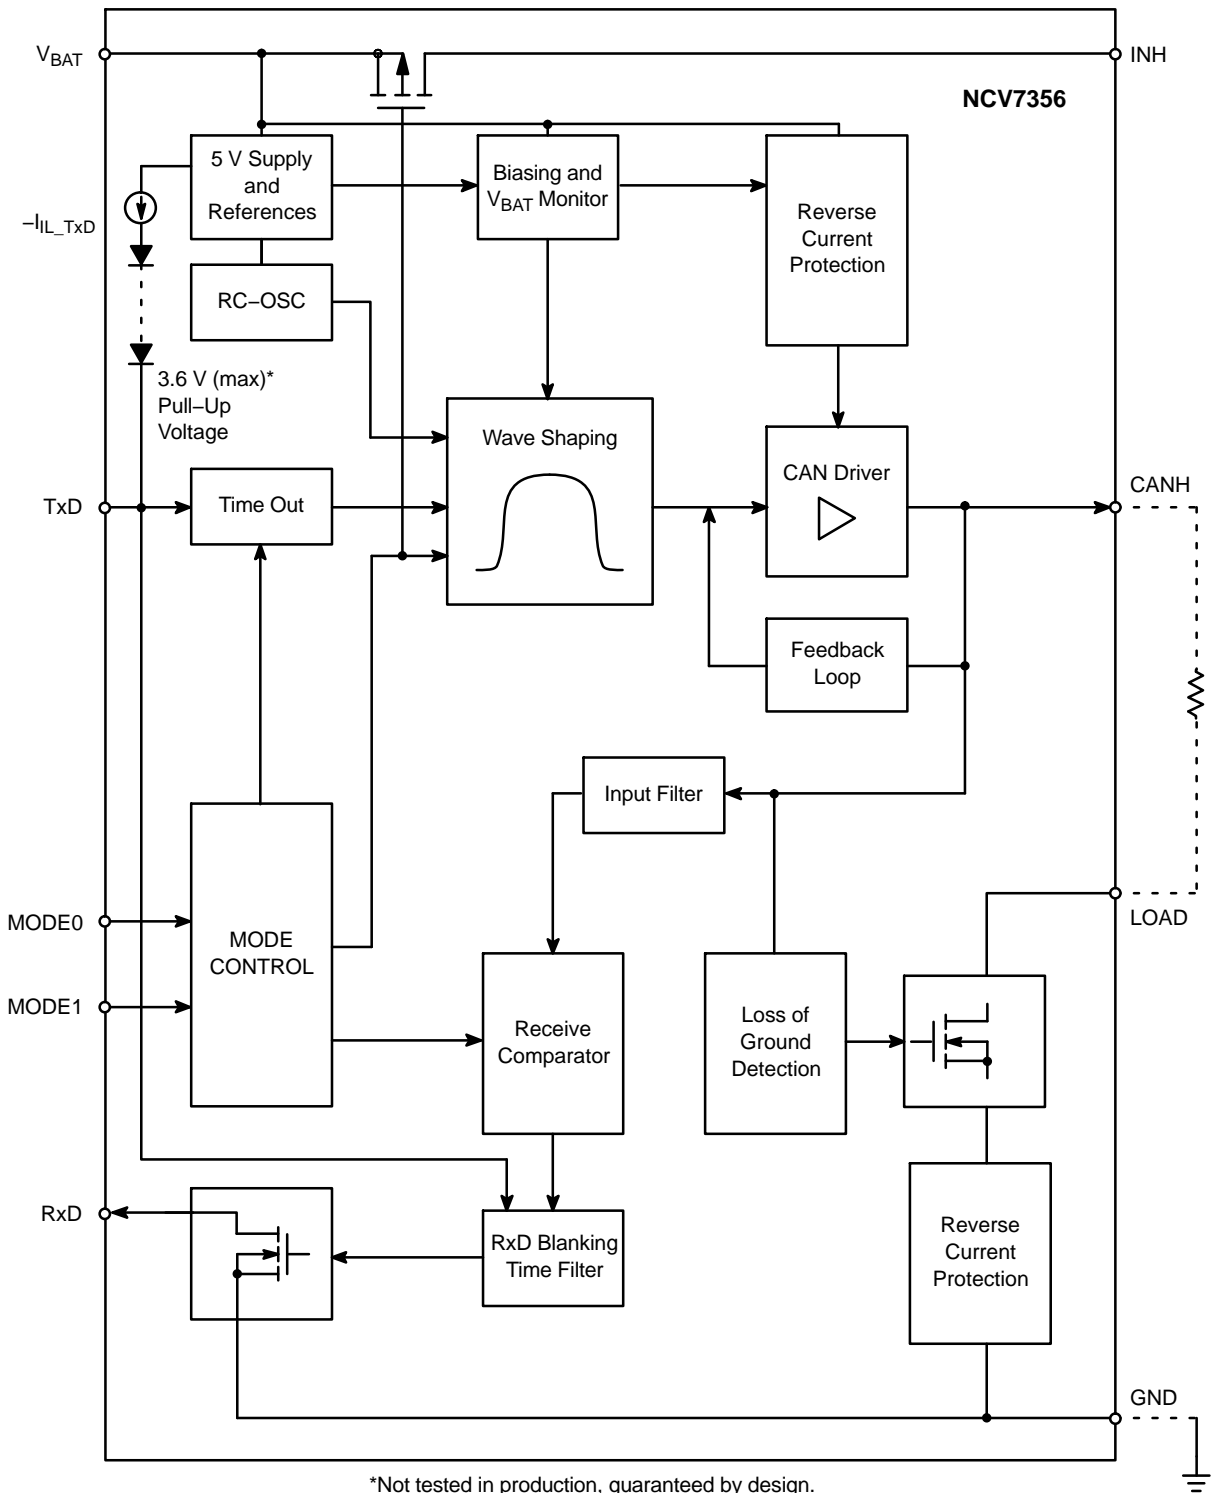 V_BAT
INH
NCV7356
5 V Supply
and
References
Biasing and
V_BAT Monitor
Reverse
Current
Protection
–I_IL_TxD
RC–OSC
3.6 V (max)*
Pull–Up
Voltage
Wave Shaping
CAN Driver
CANH
TxD
Time Out
Feedback
Loop
Input Filter
MODE0
MODE
CONTROL
LOAD
MODE1
Receive
Comparator
Loss of
Ground
Detection
RxD
RxD Blanking
Time Filter
Reverse
Current
Protection
GND
*Not tested in production, guaranteed by design.